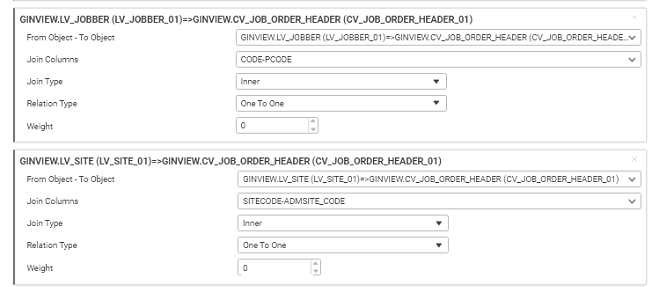 GINVIEW.LV_JOBBER (LV_JOBBER_01)=>GINVIEW.CV_JOB_ORDER_HEADER (CV_JOB_ORDER_HEADER_01)
From Object - To Object GINVIEW.LV_JOBBER (LV_JOBBER_01)=>GINVIEW.CV_JOB_ORDER_HEADER (CV_JOB_ORDER_HEADE...
Join Columns CODE-PCODE
Join Type Inner
Relation Type One To One
Weight 0
GINVIEW.LV_SITE (LV_SITE_01)=>GINVIEW.CV_JOB_ORDER_HEADER (CV_JOB_ORDER_HEADER_01)
From Object - To Object GINVIEW.LV_SITE (LV_SITE_01)=>GINVIEW.CV_JOB_ORDER_HEADER (CV_JOB_ORDER_HEADER_01)
Join Columns SITECODE-ADMSITE_CODE
Join Type Inner
Relation Type One To One
Weight 0